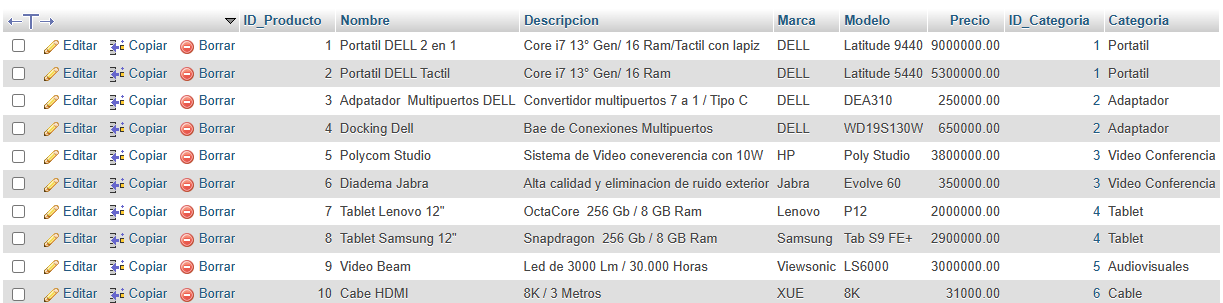 ID_Producto Nombre Descripcion Marca Modelo Precio ID_Categoria Categoria
Editar Copiar Borrar 1 Portatil DELL 2 en 1 Core i7 13° Gen/ 16 Ram/Tactil con lapiz DELL Latitude 9440 9000000.00 1 Portatil
Editar Copiar Borrar 2 Portatil DELL Tactil Core i7 13° Gen/ 16 Ram DELL Latitude 5440 5300000.00 1 Portatil
Editar Copiar Borrar 3 Adpatador Multipuertos DELL Convertidor multipuertos 7 a 1 / Tipo C DELL DEA310 250000.00 2 Adaptador
Editar Copiar Borrar 4 Docking Dell Bae de Conexiones Multipuertos DELL WD19S130W 650000.00 2 Adaptador
Editar Copiar Borrar 5 Polycom Studio Sistema de Video coneverencia con 10W HP Poly Studio 3800000.00 3 Video Conferencia
Editar Copiar Borrar 6 Diadema Jabra Alta calidad y eliminacion de ruido exterior Jabra Evolve 60 350000.00 3 Video Conferencia
Editar Copiar Borrar 7 Tablet Lenovo 12" OctaCore 256 Gb / 8 GB Ram Lenovo P12 2000000.00 4 Tablet
Editar Copiar Borrar 8 Tablet Samsung 12" Snapdragon 256 Gb / 8 GB Ram Samsung Tab S9 FE+ 2900000.00 4 Tablet
Editar Copiar Borrar 9 Video Beam Led de 3000 Lm / 30.000 Horas Viewsonic LS6000 3000000.00 5 Audiovisuales
Editar Copiar Borrar 10 Cabe HDMI 8K / 3 Metros XUE 8K 31000.00 6 Cable